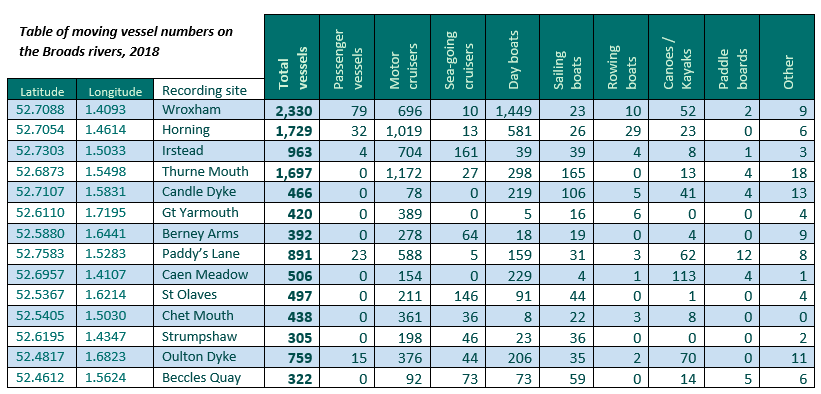 Table of moving vessel numbers on
the Broads rivers, 2018
Latitude Longitude Recording site Total vessels Passenger vessels Motor cruisers Sea-going cruisers Day boats Sailing boats Rowing boats Canoes / Kayaks Paddle boards Other
52.7088 1.4093 Wroxham 2,330 79 696 10 1,449 23 10 52 2 9
52.7054 1.4614 Horning 1,729 32 1,019 13 581 26 29 23 0 6
52.7303 1.5033 Irstead 963 4 704 161 39 39 4 8 1 3
52.6873 1.5498 Thurne Mouth 1,697 0 1,172 27 298 165 0 13 4 18
52.7107 1.5831 Candle Dyke 466 0 78 0 219 106 5 41 4 13
52.6110 1.7195 Gt Yarmouth 420 0 389 0 5 16 6 0 0 4
52.5880 1.6441 Berney Arms 392 0 278 64 18 19 0 4 0 9
52.7583 1.5283 Paddy's Lane 891 23 588 5 159 31 3 62 12 8
52.6957 1.4107 Caen Meadow 506 0 154 0 229 4 1 113 4 1
52.5367 1.6214 St Olaves 497 0 211 146 91 44 0 1 0 4
52.5405 1.5030 Chet Mouth 438 0 361 36 8 22 3 8 0 0
52.6195 1.4347 Strumpshaw 305 0 198 46 23 36 0 0 0 2
52.4817 1.6823 Oulton Dyke 759 15 376 44 206 35 2 70 0 11
52.4612 1.5624 Beccles Quay 322 0 92 73 73 59 0 14 5 6